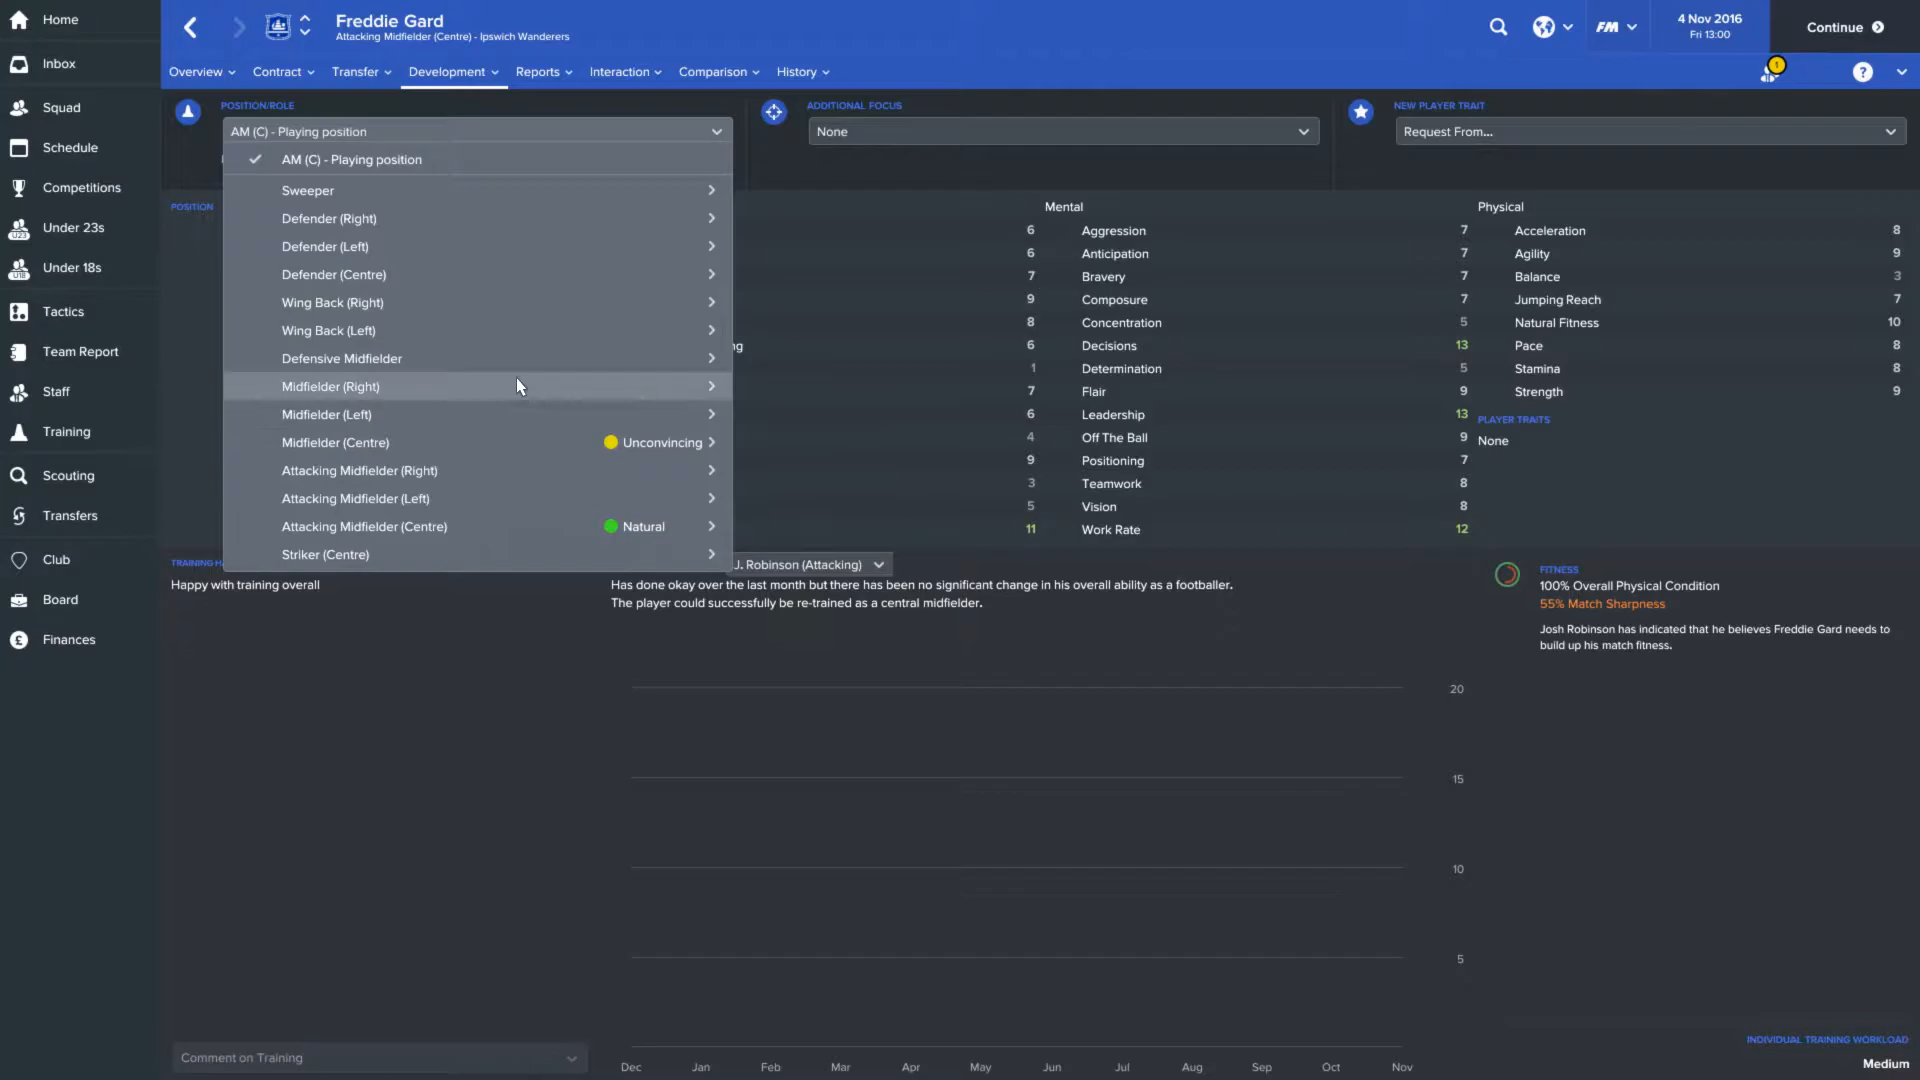 Home
Inbox
Squad
Schedule
Competitions
Under 23s
Under 18s
Tactics
Team Report
Staff
Training
Scouting
Transfers
Club
Board
Finances
Freddie Gard
Attacking Midfielder (Centre) - Ipswich Wanderers
FM
4 Nov 2016
Fri 13:00
Continue
Overview Contract Transfer Development Reports Interaction Comparison History
1
?
POSITION/ROLE
AM (C) - Playing position
AM (C) - Playing position
Sweeper
Defender (Right)
Defender (Left)
Defender (Centre)
Wing Back (Right)
Wing Back (Left)
Defensive Midfielder
Midfielder (Right)
Midfielder (Left)
Midfielder (Centre) Unconvincing
Attacking Midfielder (Right)
Attacking Midfielder (Left)
Attacking Midfielder (Centre) Natural
Striker (Centre)
ADDITIONAL FOCUS
None
NEW PLAYER TRAIT
Request From...
POSITION
6
6
7
9
8
ng 6
1
7
6
4
9
3
5
11
Mental
Aggression 7
Anticipation 7
Bravery 7
Composure 7
Concentration 5
Decisions 13
Determination 5
Flair 9
Leadership 13
Off The Ball 9
Positioning 7
Teamwork 8
Vision 8
Work Rate 12
Physical
Acceleration 8
Agility 9
Balance 3
Jumping Reach 7
Natural Fitness 10
Pace 8
Stamina 8
Strength 9
PLAYER TRAITS
None
TRAINING H
Happy with training overall
J. Robinson (Attacking)
Has done okay over the last month but there has been no significant change in his overall ability as a footballer.
The player could successfully be re-trained as a central midfielder.
FITNESS
100% Overall Physical Condition
55% Match Sharpness
Josh Robinson has indicated that he believes Freddie Gard needs to
build up his match fitness.
20
15
10
5
Dec Jan Feb Mar Apr May Jun Jul Aug Sep Oct Nov
Comment on Training
INDIVIDUAL TRAINING WORKLOAD
Medium